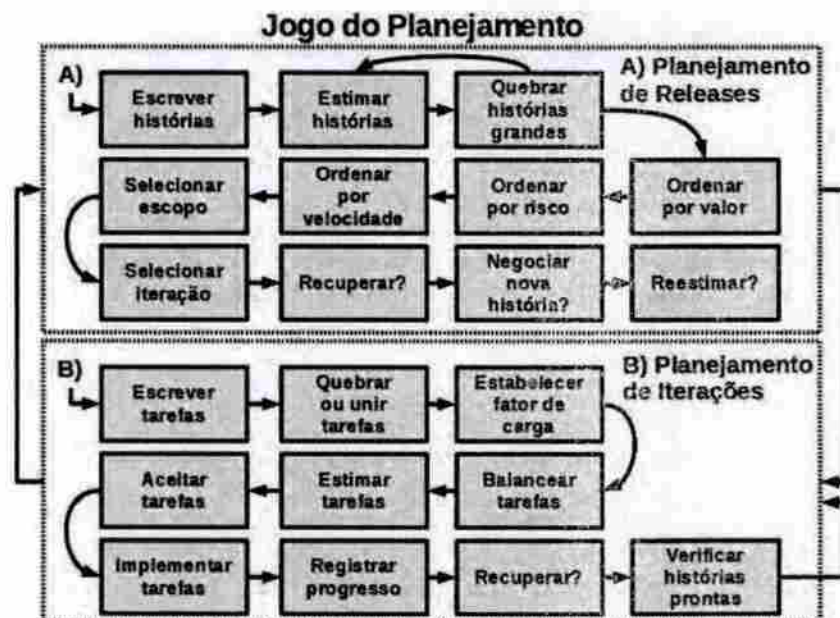 Jogo do Planejamento
A)
Escrever
histórias
Estimar
histórias
Quebrar
histórias
grandes
A) Planejamento
de Releases
Selecionar
escopo
Ordenar
por
velocidade
Ordenar
por risco
Ordenar
por valor
Selecionar
iteração
Recuperar?
Negociar
nova
história?
Reestimar?
B)
Escrever
tarefas
Quebrar
ou unir
tarefas
Estabelecer
fator de
carga
B) Planejamento
de Iterações
Aceitar
tarefas
Estimar
tarefas
Balancear
tarefas
Implementar
tarefas
Registrar
progresso
Recuperar?
Verificar
histórias
prontas